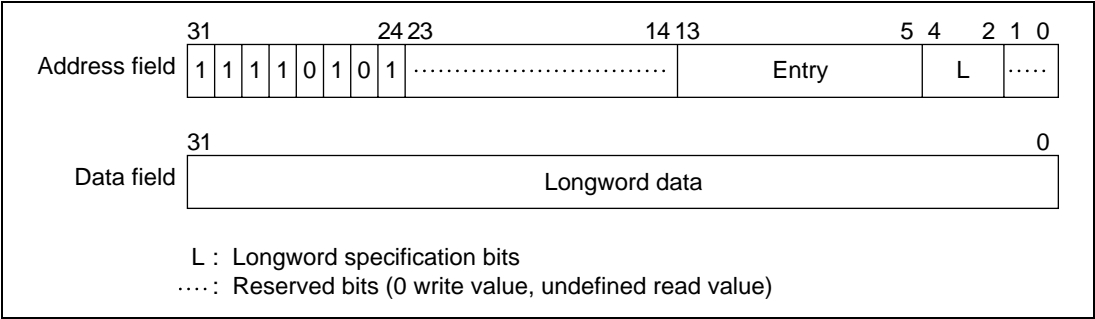 31 24 23 14 13 5 4 2 1 0
Address field 1 1 1 1 0 1 0 1 ............................... Entry L .....
31 0
Data field Longword data
L : Longword specification bits
.... : Reserved bits (0 write value, undefined read value)